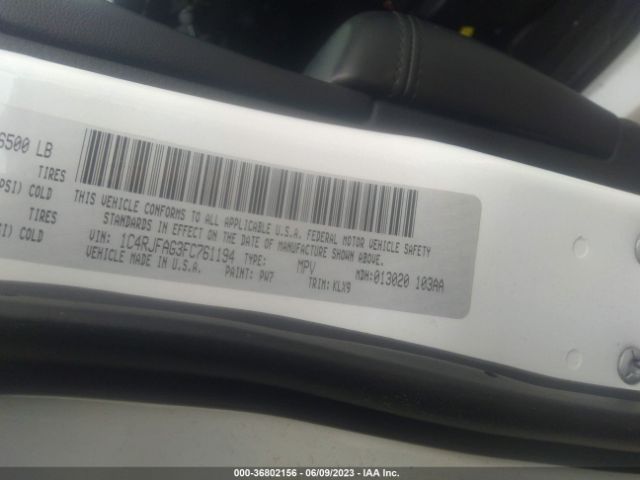 6500 LB
TIRES
PSI) COLD
TIRES
SI) COLD
THIS VEHICLE CONFORMS TO ALL APPLICABLE U.S.A. FEDERAL MOTOR VEHICLE SAFETY
STANDARDS IN EFFECT ON THE DATE OF MANUFACTURE SHOWN ABOVE.
VIN: 1C4RJFAG3FC761194 TYPE: MPV MDH:013020 103AA
VEHICLE MADE IN U.S.A. PAINT: PW7 TRIM: KLX9
000-36802156 - 06/09/2023 - IAA Inc.